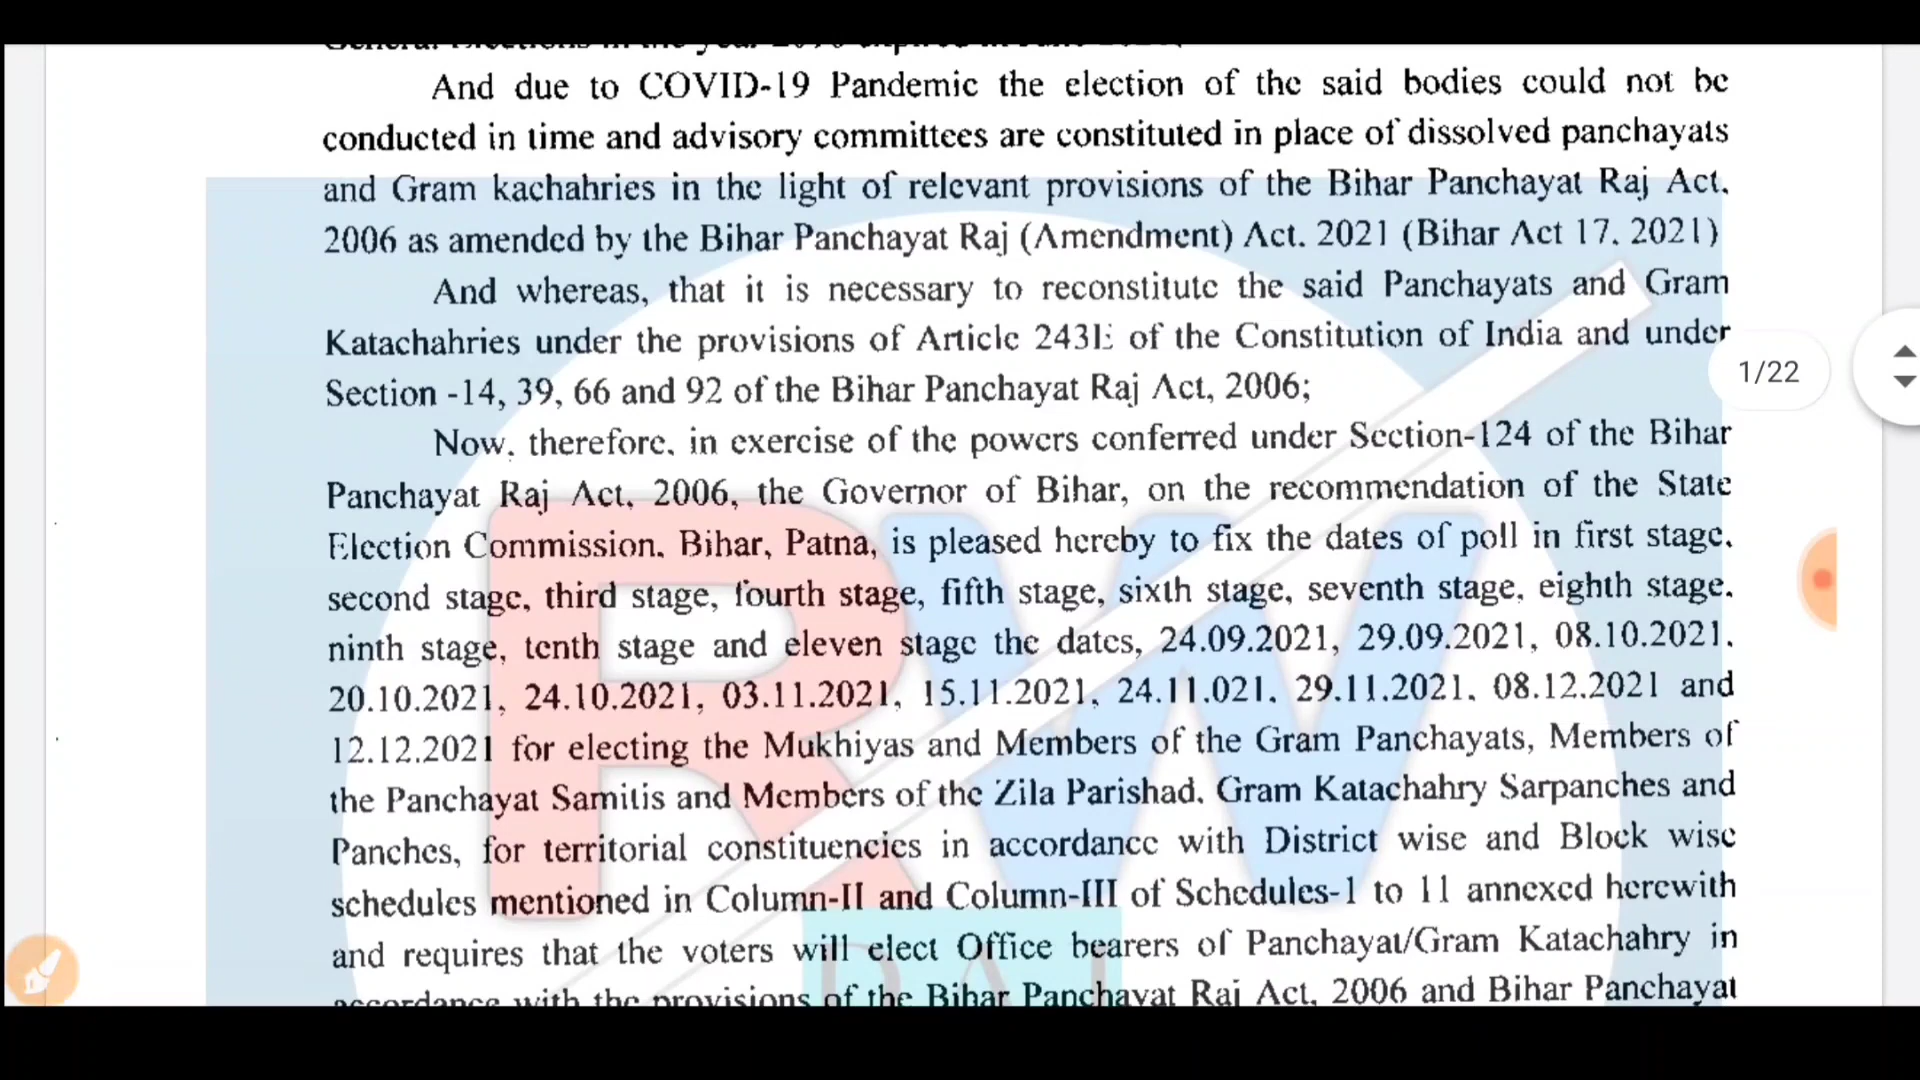 And due to COVID-19 Pandemic the election of the said bodies could not be
conducted in time and advisory committees are constituted in place of dissolved panchayats
and Gram kachahries in the light of relevant provisions of the Bihar Panchayat Raj Act,
2006 as amended by the Bihar Panchayat Raj (Amendment) Act. 2021 (Bihar Act 17, 2021)
And whereas, that it is necessary to reconstitute the said Panchayats and Gram
Katachahries under the provisions of Article 243E of the Constitution of India and under
Section -14, 39, 66 and 92 of the Bihar Panchayat Raj Act, 2006;
1/22
Now, therefore, in exercise of the powers conferred under Section-124 of the Bihar
Panchayat Raj Act, 2006, the Governor of Bihar, on the recommendation of the State
Election Commission, Bihar, Patna, is pleased hereby to fix the dates of poll in first stage,
second stage, third stage, fourth stage, fifth stage, sixth stage, seventh stage, eighth stage,
ninth stage, tenth stage and eleven stage the dates, 24.09.2021, 29.09.2021, 08.10.2021,
20.10.2021, 24.10.2021, 03.11.2021, 15.11.2021, 24.11.021, 29.11.2021, 08.12.2021 and
12.12.2021 for electing the Mukhiyas and Members of the Gram Panchayats, Members of
the Panchayat Samitis and Members of the Zila Parishad, Gram Katachahry Sarpanches and
Panches, for territorial constituencies in accordance with District wise and Block wise
schedules mentioned in Column-II and Column-III of Schedules-1 to 11 annexed herewith
and requires that the voters will elect Office bearers of Panchayat/Gram Katachahry in
accordance with the provisions of the Bihar Panchayat Raj Act, 2006 and Bihar Panchayat
RW